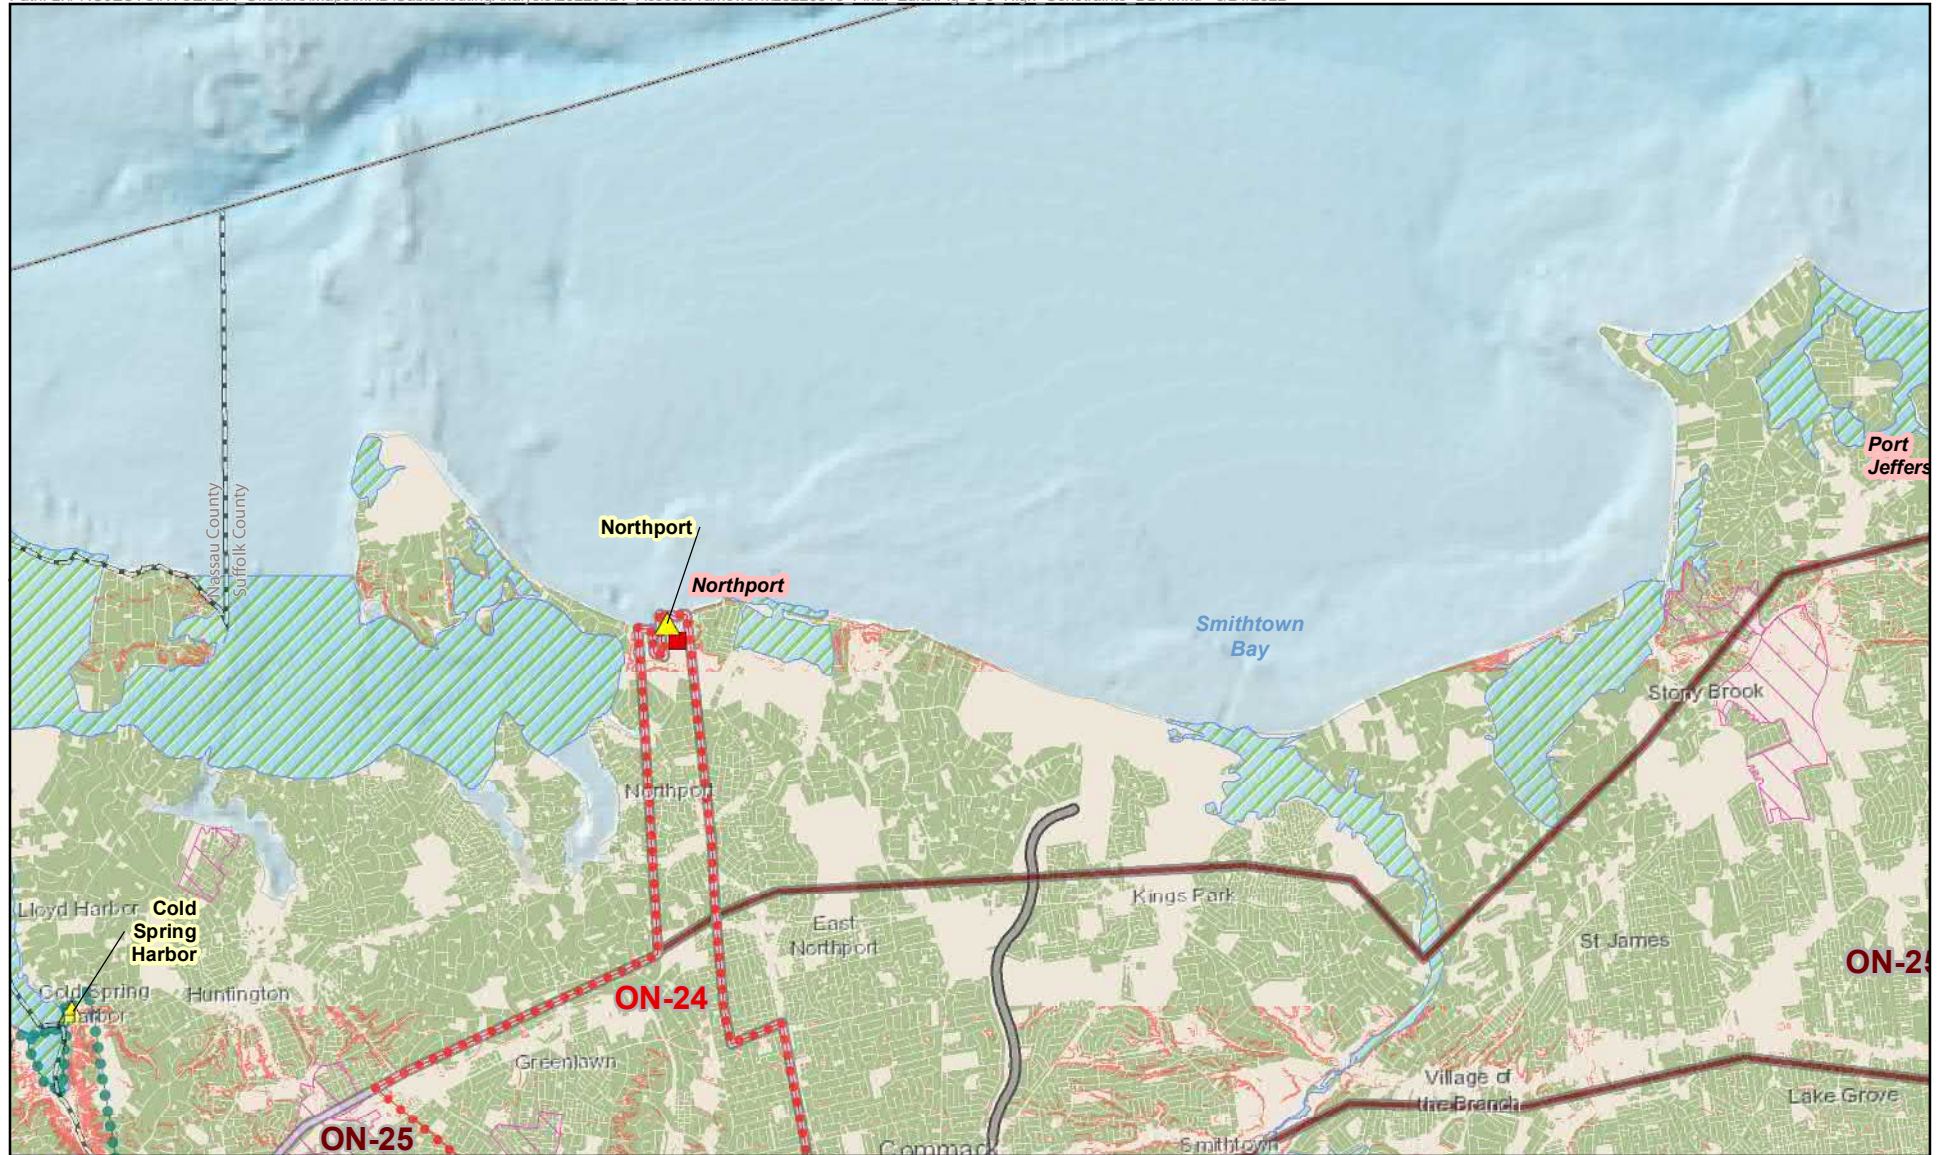 Nassau County
Suffolk County
Northport
Northport
Smithtown
Bay
Port
Jeffers
Stony Brook
Northport
Lloyd Harbor
Cold
Spring
Harbor
Kings Park
East
Northport
St James
ON-25
Cold Spring
Harbor
Huntington
ON-24
Greenlawn
Village of
the Branch
Lake Grove
ON-25
Commack
Smithtown